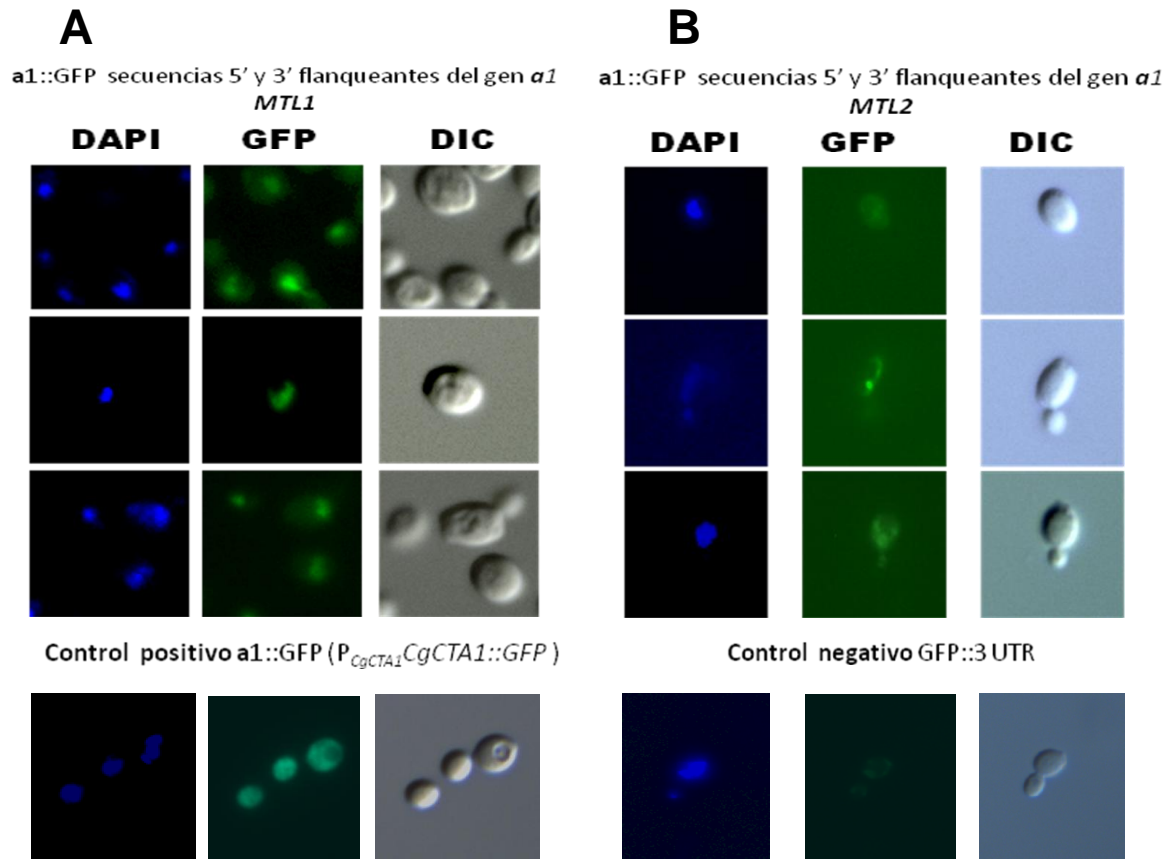 A
a1::GFP secuencias 5’ y 3’ flanqueantes del gen a1
MTL1
DAPI GFP DIC
Control positivo a1::GFP (PCgCTA1CgCTA1::GFP )
B
a1::GFP secuencias 5’ y 3’ flanqueantes del gen a1
MTL2
DAPI GFP DIC
Control negativo GFP::3 UTR